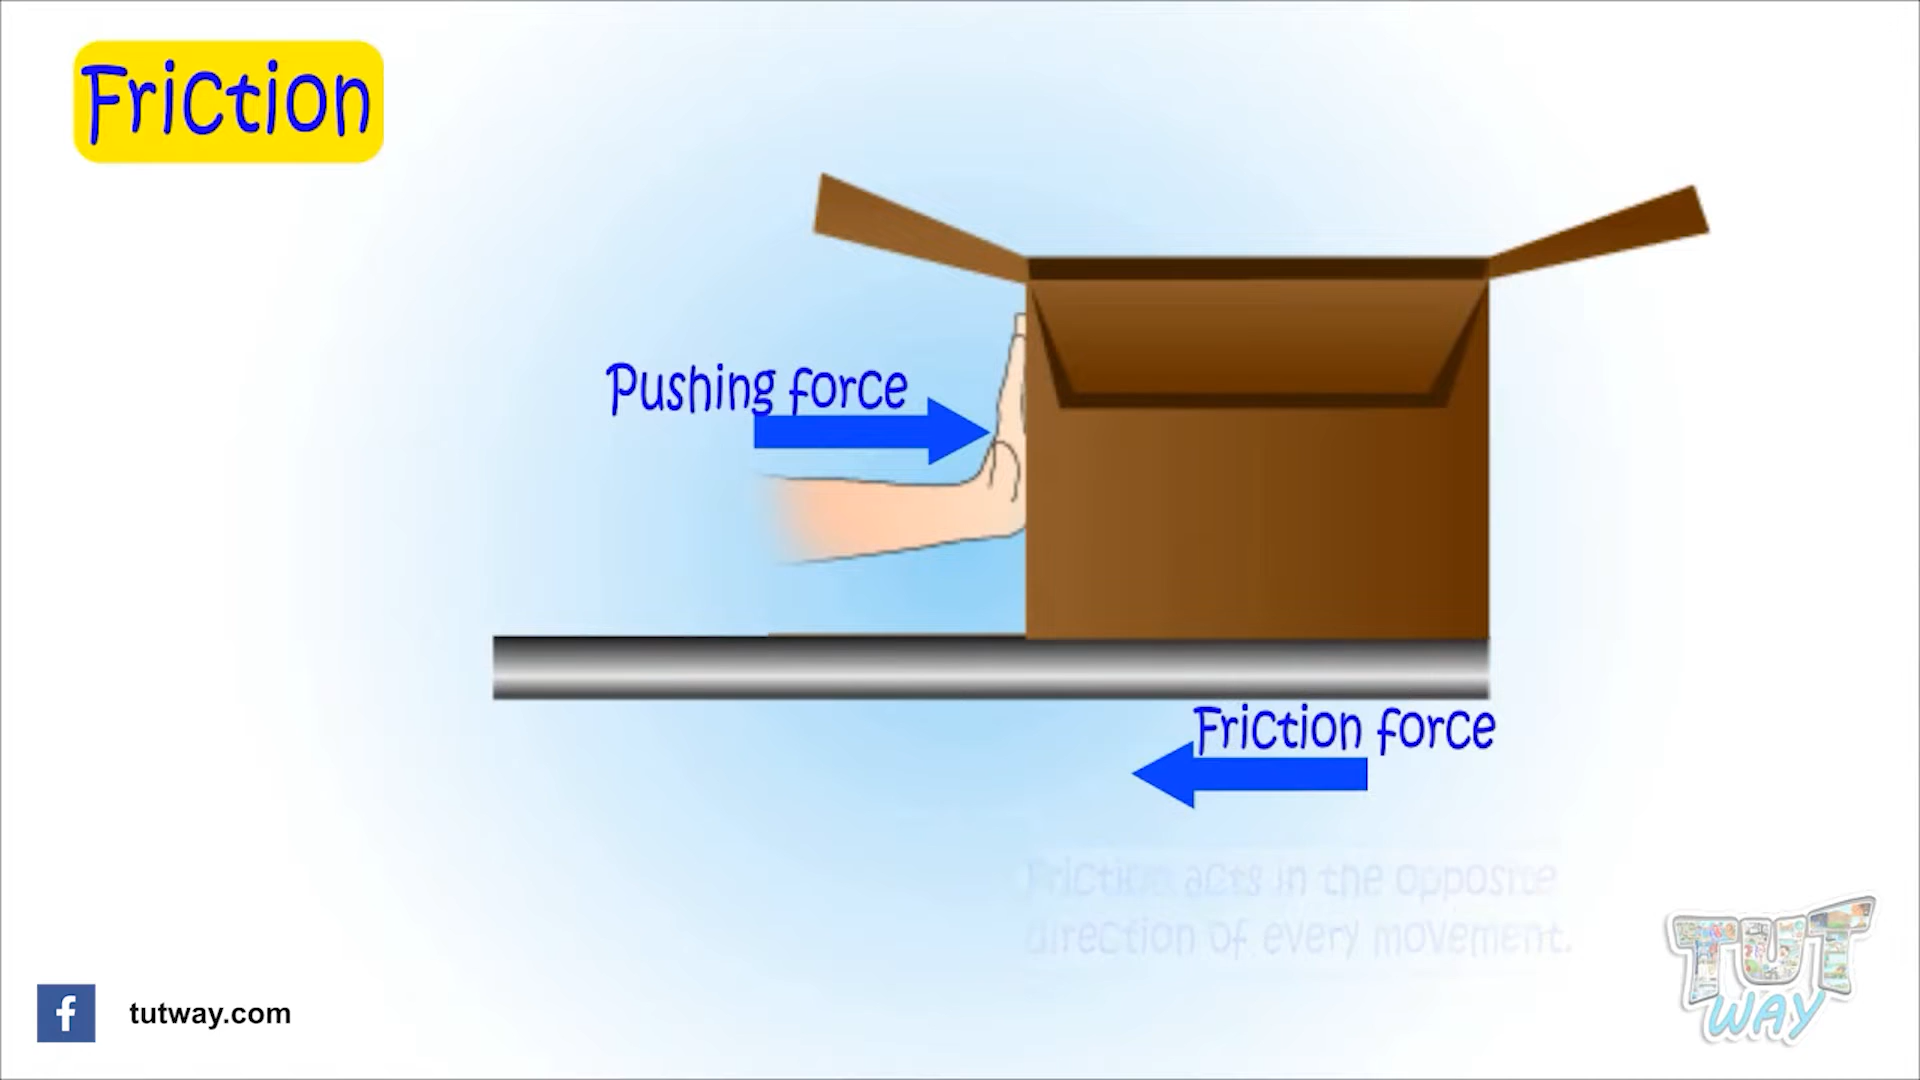 Friction
Pushing force
Friction force
Friction acts in the opposite
direction of every movement.
TUT
WAY
f
tutway.com